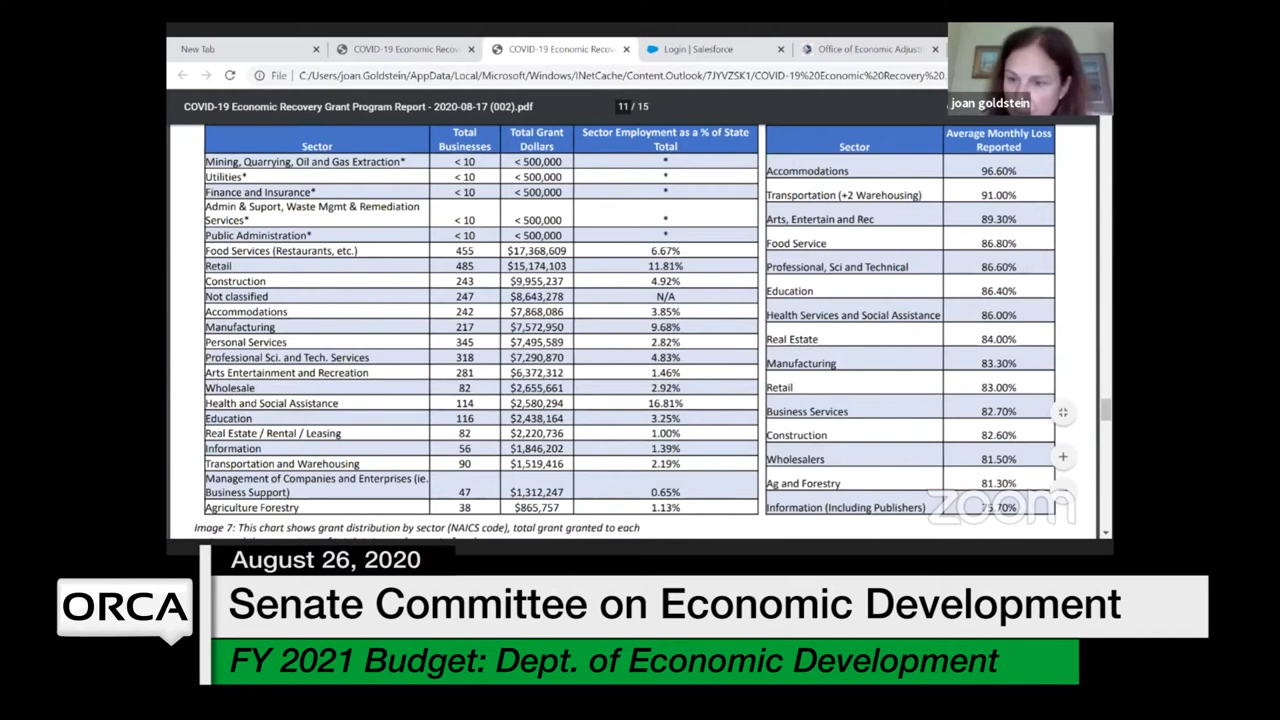 New Tab
COVID-19 Economic Recov
COVID-19 Economic Recov
Login | Salesforce
Office of Economic Adjust
File | C:/Users/joan.Goldstein/AppData/Local/Microsoft/Windows/INetCache/Content.Outlook/7JYVZSK1/COVID-19%20Economic%20Recovery%20.
COVID-19 Economic Recovery Grant Program Report - 2020-08-17 (002).pdf
11 / 15
joan goldstein
Sector Total Businesses Total Grant Dollars Sector Employment as a % of State Total
Mining, Quarrying, Oil and Gas Extraction* < 10 < 500,000 *
Utilities* < 10 < 500,000 *
Finance and Insurance* < 10 < 500,000 *
Admin & Suport, Waste Mgmt & Remediation
Services* < 10 < 500,000 *
Public Administration* < 10 < 500,000 *
Food Services (Restaurants, etc.) 455 $17,368,609 6.67%
Retail 485 $15,174,103 11.81%
Construction 243 $9,955,237 4.92%
Not classified 247 $8,643,278 N/A
Accommodations 242 $7,868,086 3.85%
Manufacturing 217 $7,572,950 9.68%
Personal Services 345 $7,495,589 2.82%
Professional Sci. and Tech. Services 318 $7,290,870 4.83%
Arts Entertainment and Recreation 281 $6,372,312 1.46%
Wholesale 82 $2,655,661 2.92%
Health and Social Assistance 114 $2,580,294 16.81%
Education 116 $2,438,164 3.25%
Real Estate / Rental / Leasing 82 $2,220,736 1.00%
Information 56 $1,846,202 1.39%
Transportation and Warehousing 90 $1,519,416 2.19%
Management of Companies and Enterprises (ie.
Business Support) 47 $1,312,247 0.65%
Agriculture Forestry 38 $865,757 1.13%
Image 7: This chart shows grant distribution by sector (NAICS code), total grant granted to each
Sector Average Monthly Loss Reported
Accommodations 96.60%
Transportation (+2 Warehousing) 91.00%
Arts, Entertain and Rec 89.30%
Food Service 86.80%
Professional, Sci and Technical 86.60%
Education 86.40%
Health Services and Social Assistance 86.00%
Real Estate 84.00%
Manufacturing 83.30%
Retail 83.00%
Business Services 82.70%
Construction 82.60%
Wholesalers 81.50%
Ag and Forestry 81.30%
Information (Including Publishers) 75.70%
zoom
August 26, 2020
ORCA
Senate Committee on Economic Development
FY 2021 Budget: Dept. of Economic Development